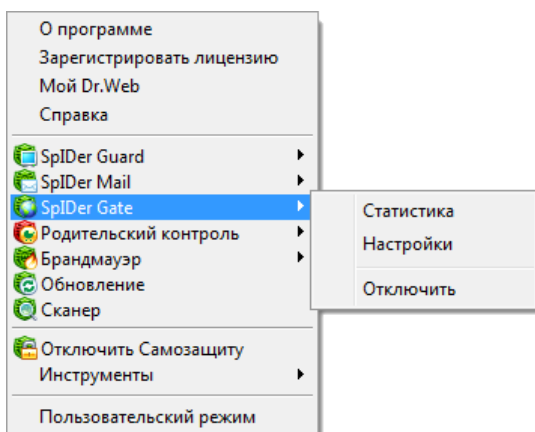 О программе
Зарегистрировать лицензию
Мой Dr.Web
Справка
SpIDer Guard
SpIDer Mail
SpIDer Gate
Родительский контроль
Брандмауэр
Обновление
Сканер
Отключить Самозащиту
Инструменты
Пользовательский режим
Статистика
Настройки
Отключить